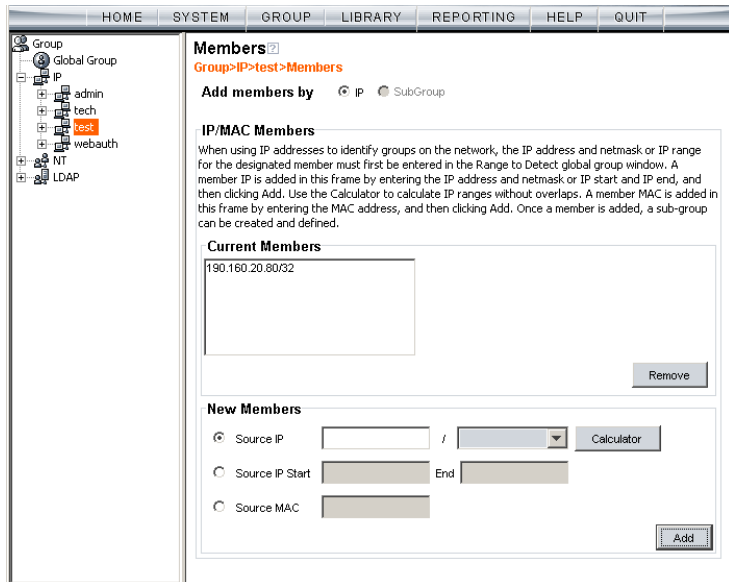 HOME SYSTEM GROUP LIBRARY REPORTING HELP QUIT
Group
Global Group
IP
admin
tech
test
webauth
NT
LDAP
Members?
Group>IP>test>Members
Add members by IP SubGroup
IP/MAC Members
When using IP addresses to identify groups on the network, the IP address and netmask or IP range
for the designated member must first be entered in the Range to Detect global group window. A
member IP is added in this frame by entering the IP address and netmask or IP start and IP end, and
then clicking Add. Use the Calculator to calculate IP ranges without overlaps. A member MAC is added in
this frame by entering the MAC address, and then clicking Add. Once a member is added, a sub-group
can be created and defined.
Current Members
190.160.20.80/32
Remove
New Members
Source IP / Calculator
Source IP Start End
Source MAC
Add